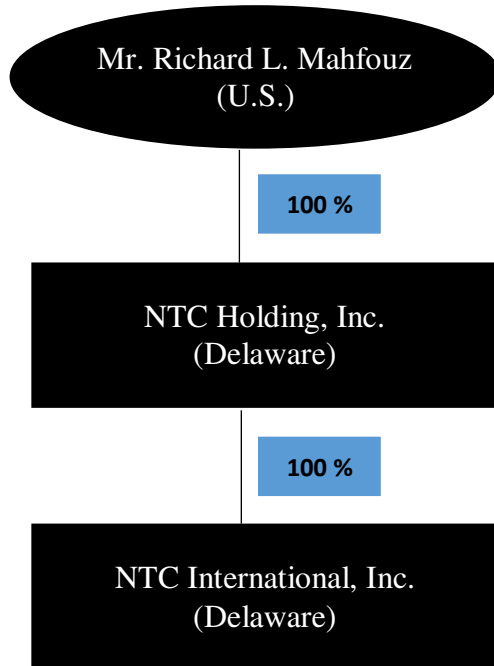 Mr. Richard L. Mahfouz
(U.S.)
100 %
NTC Holding, Inc.
(Delaware)
100 %
NTC International, Inc.
(Delaware)